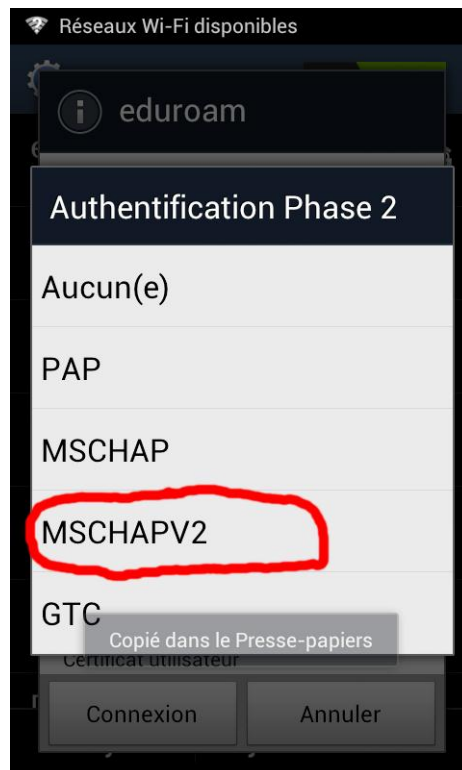 Réseaux Wi-Fi disponibles
eduroam
Authentification Phase 2
Aucun(e)
PAP
MSCHAP
MSCHAPV2
GTC
Copié dans le Presse-papiers
Certificat utilisateur
Connexion
Annuler